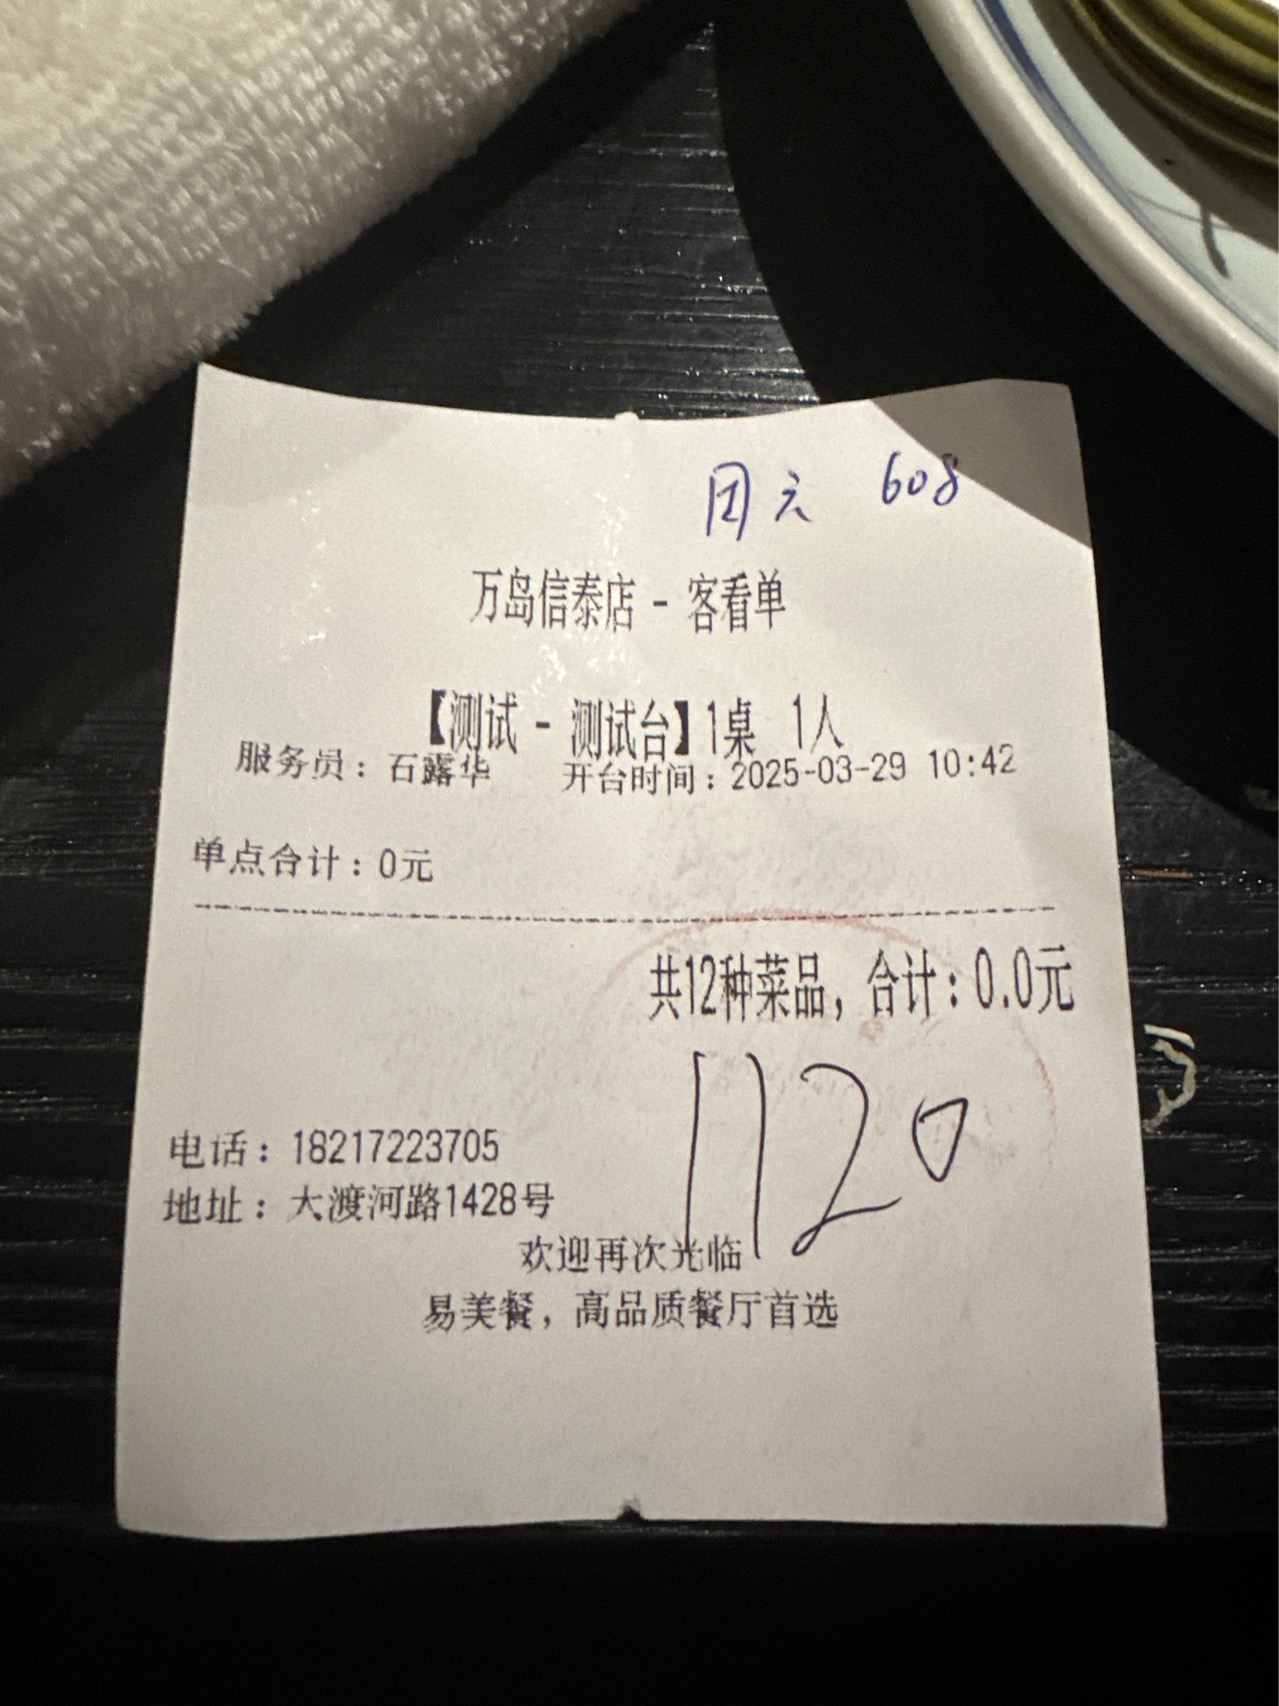 团云 608
万岛信泰店 - 客看单
【测试 - 测试台】1桌 1人
服务员：石露华 开台时间：2025-03-29 10:42
单点合计：0元
共12种菜品，合计：0.0元
1120
电话：18217223705
地址：大渡河路1428号
欢迎再次光临
易美餐，高品质餐厅首选